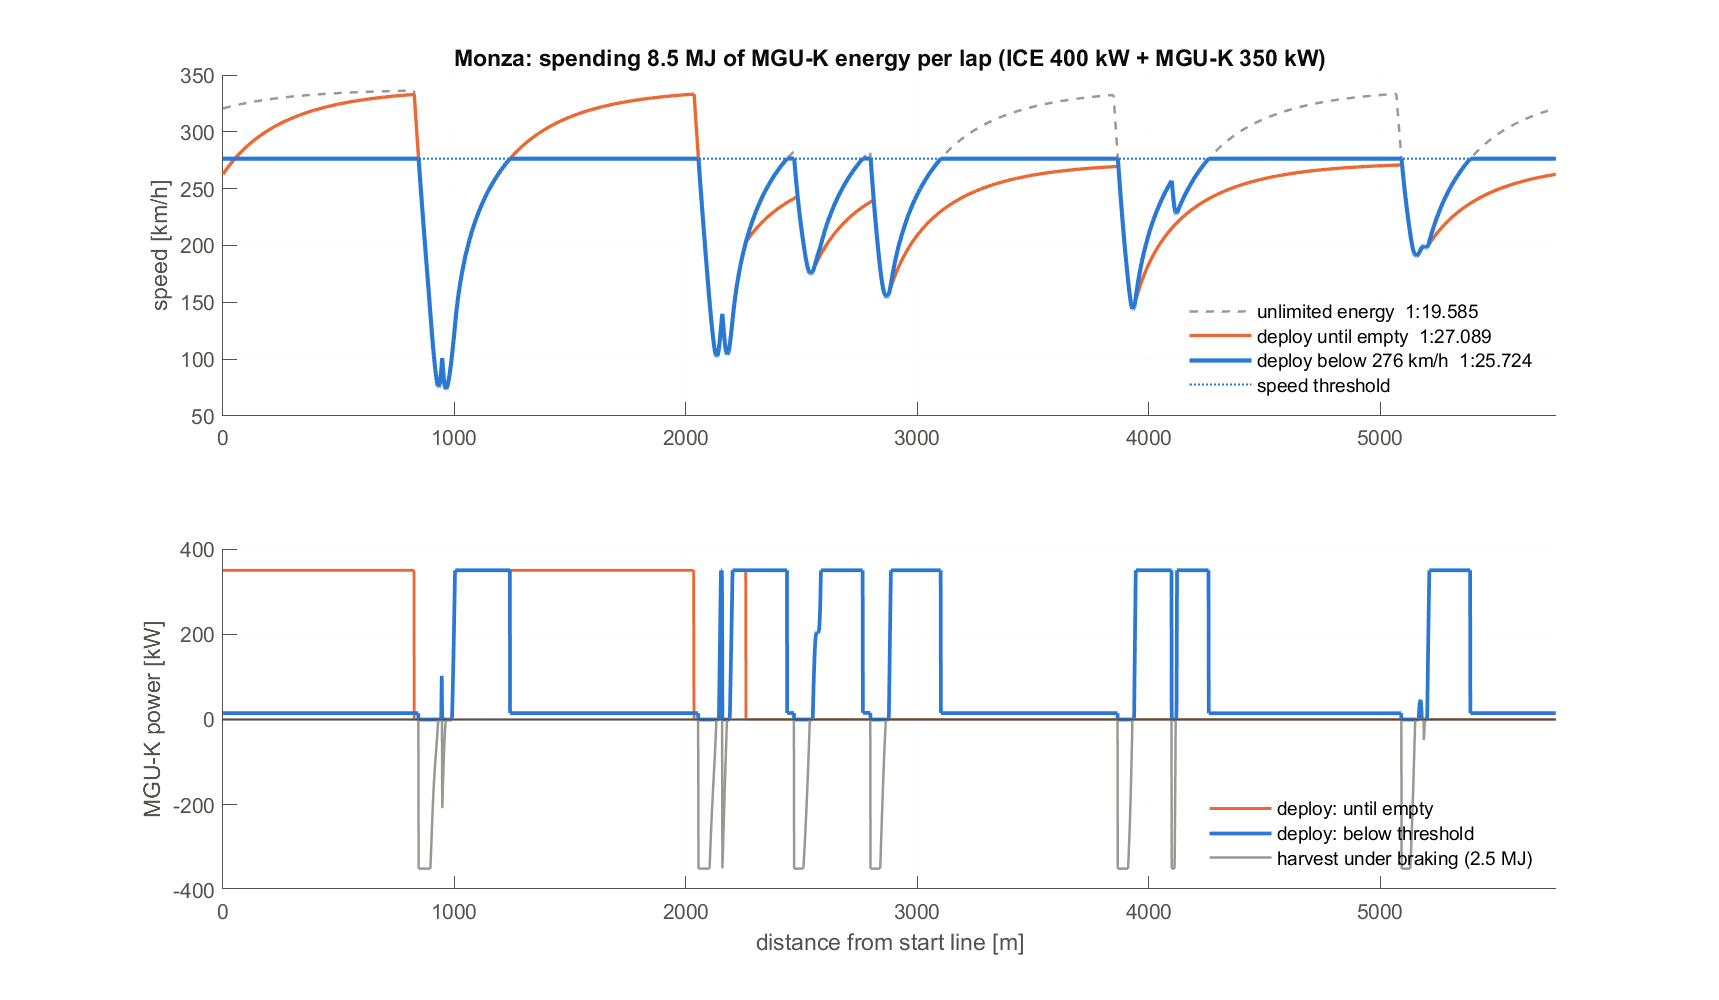 Monza: spending 8.5 MJ of MGU-K energy per lap (ICE 400 kW + MGU-K 350 kW)
350
300
250
200
150
100
50
speed [km/h]
unlimited energy 1:19.585
deploy until empty 1:27.089
deploy below 276 km/h 1:25.724
speed threshold
0 1000 2000 3000 4000 5000
400
200
0
-200
-400
MGU-K power [kW]
deploy: until empty
deploy: below threshold
harvest under braking (2.5 MJ)
0 1000 2000 3000 4000 5000
distance from start line [m]